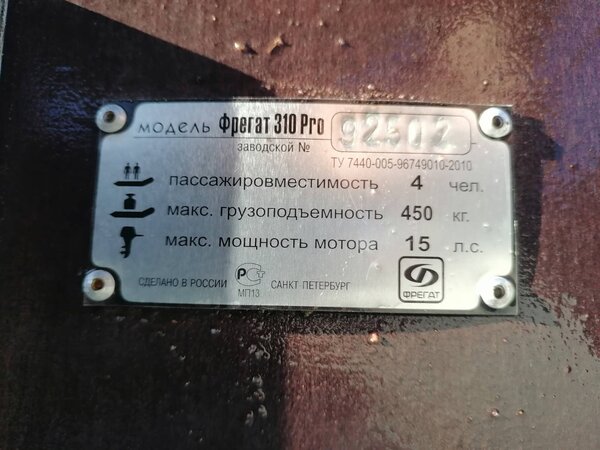 модель Фрегат 310 Pro 92502
заводской №
ТУ 7440-005-96749010-2010
пассажировместимость 4 чел.
макс. грузоподъемность 450 кг.
макс. мощность мотора 15 л.с.
СДЕЛАНО В РОССИИ РСТ МП13 САНКТ ПЕТЕРБУРГ
ФРЕГАТ